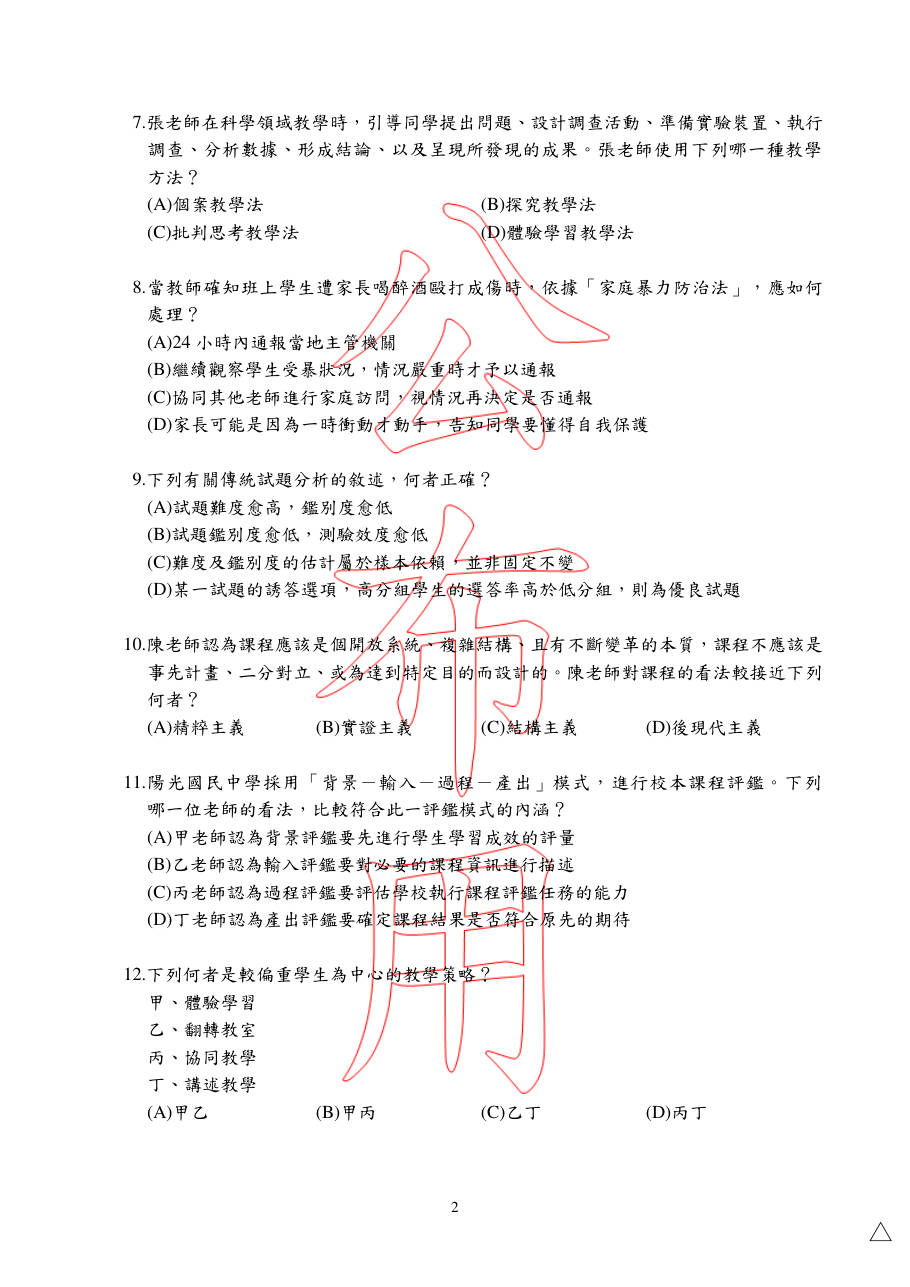 7.張老師在科學領域教學時，引導同學提出問題、設計調查活動、準備實驗裝置、執行
調查、分析數據、形成結論、以及呈現所發現的成果。張老師使用下列哪一種教學
方法？
(A)個案教學法 (B)探究教學法
(C)批判思考教學法 (D)體驗學習教學法
8.當教師確知班上學生遭家長喝醉酒毆打成傷時，依據「家庭暴力防治法」，應如何
處理？
(A)24 小時內通報當地主管機關
(B)繼續觀察學生受暴狀況，情況嚴重時才予以通報
(C)協同其他老師進行家庭訪問，視情況再決定是否通報
(D)家長可能是因為一時衝動才動手，告知同學要懂得自我保護
9.下列有關傳統試題分析的敘述，何者正確？
(A)試題難度愈高，鑑別度愈低
(B)試題鑑別度愈低，測驗效度愈低
(C)難度及鑑別度的估計屬於樣本依賴，並非固定不變
(D)某一試題的誘答選項，高分組學生的選答率高於低分組，則為優良試題
10.陳老師認為課程應該是個開放系統、複雜結構、且有不斷變革的本質，課程不應該是
事先計畫、二分對立、或為達到特定目的而設計的。陳老師對課程的看法較接近下列
何者？
(A)精粹主義 (B)實證主義 (C)結構主義 (D)後現代主義
11.陽光國民中學採用「背景－輸入－過程－產出」模式，進行校本課程評鑑。下列
哪一位老師的看法，比較符合此一評鑑模式的內涵？
(A)甲老師認為背景評鑑要先進行學生學習成效的評量
(B)乙老師認為輸入評鑑要對必要的課程資訊進行描述
(C)丙老師認為過程評鑑要評估學校執行課程評鑑任務的能力
(D)丁老師認為產出評鑑要確定課程結果是否符合原先的期待
12.下列何者是較偏重學生為中心的教學策略？
甲、體驗學習
乙、翻轉教室
丙、協同教學
丁、講述教學
(A)甲乙 (B)甲丙 (C)乙丁 (D)丙丁
公布用
2